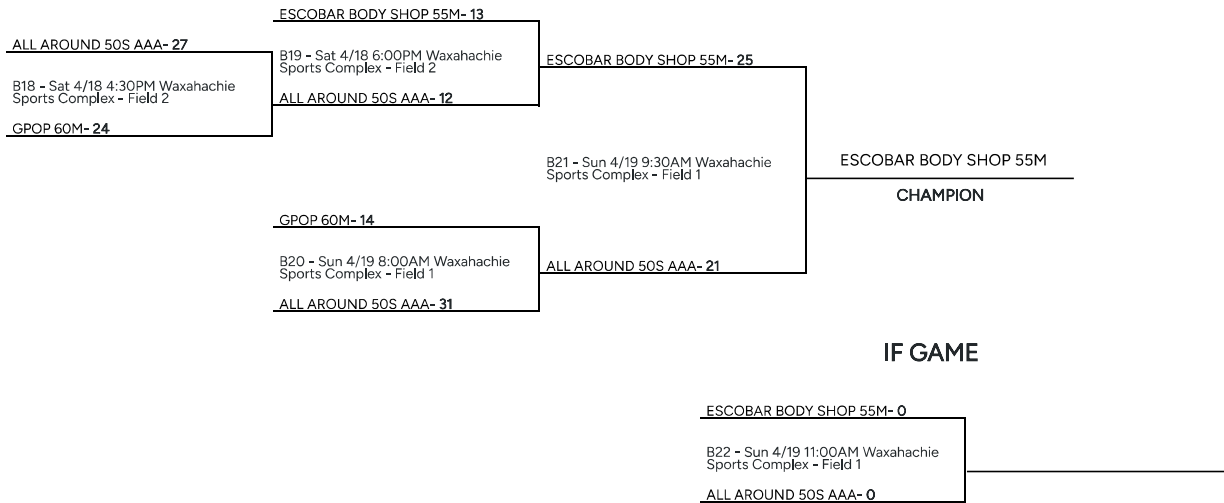 ESCOBAR BODY SHOP 55M- 13
ALL AROUND 50S AAA- 27
B19 - Sat 4/18 6:00PM Waxahachie
Sports Complex - Field 2
ESCOBAR BODY SHOP 55M- 25
B18 - Sat 4/18 4:30PM Waxahachie
Sports Complex - Field 2
ALL AROUND 50S AAA- 12
GPOP 60M- 24
B21 - Sun 4/19 9:30AM Waxahachie
Sports Complex - Field 1
ESCOBAR BODY SHOP 55M
CHAMPION
GPOP 60M- 14
B20 - Sun 4/19 8:00AM Waxahachie
Sports Complex - Field 1
ALL AROUND 50S AAA- 21
ALL AROUND 50S AAA- 31
IF GAME
ESCOBAR BODY SHOP 55M- 0
B22 - Sun 4/19 11:00AM Waxahachie
Sports Complex - Field 1
ALL AROUND 50S AAA- 0